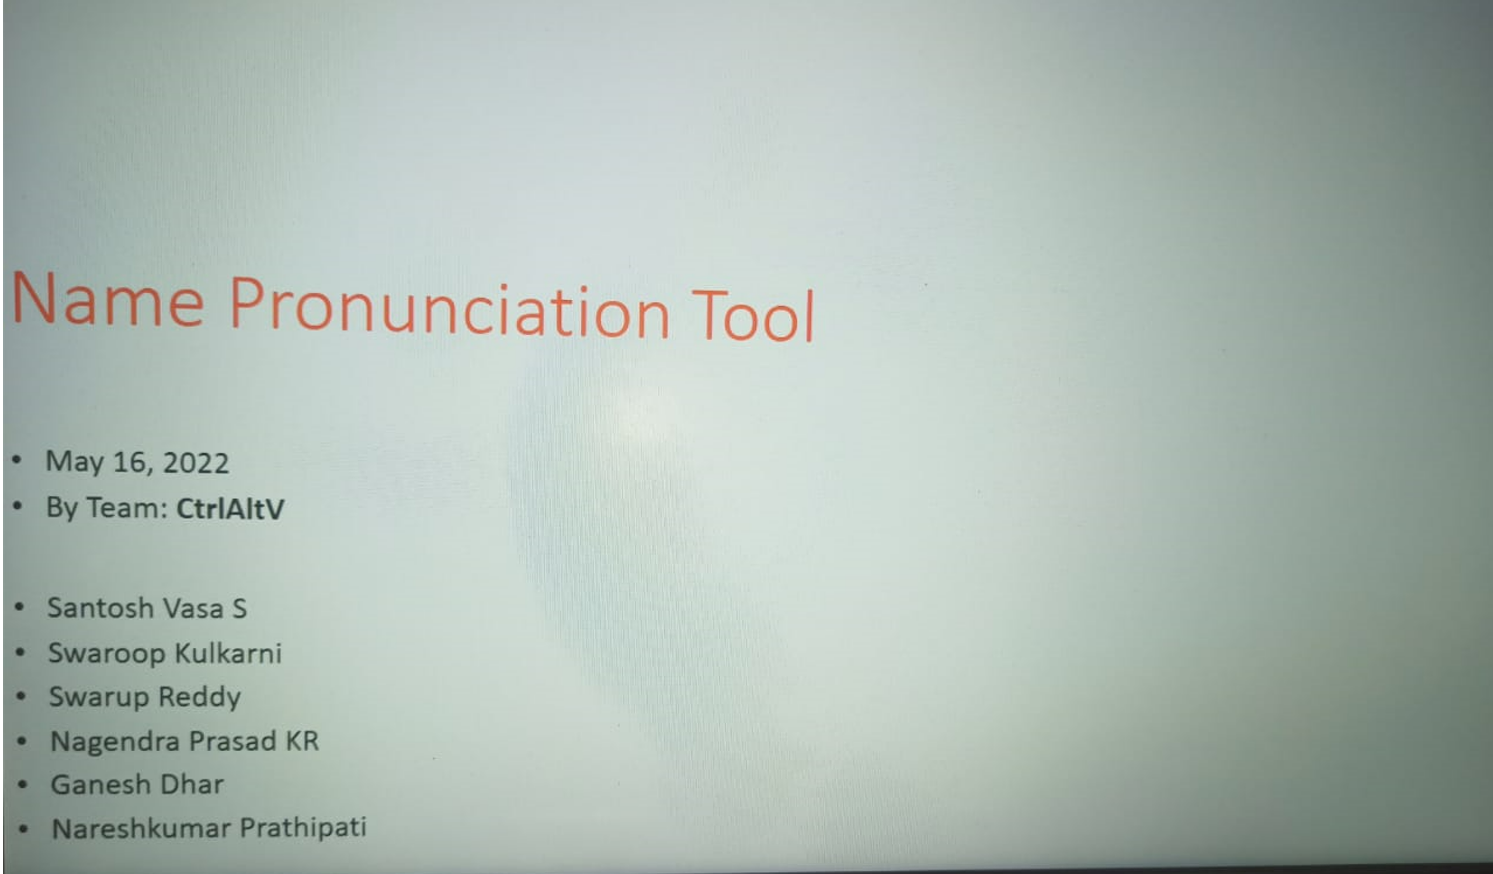 Name Pronunciation Tool
• May 16, 2022
• By Team: CtrlAltV
• Santosh Vasa S
• Swaroop Kulkarni
• Swarup Reddy
• Nagendra Prasad KR
• Ganesh Dhar
• Nareshkumar Prathipati